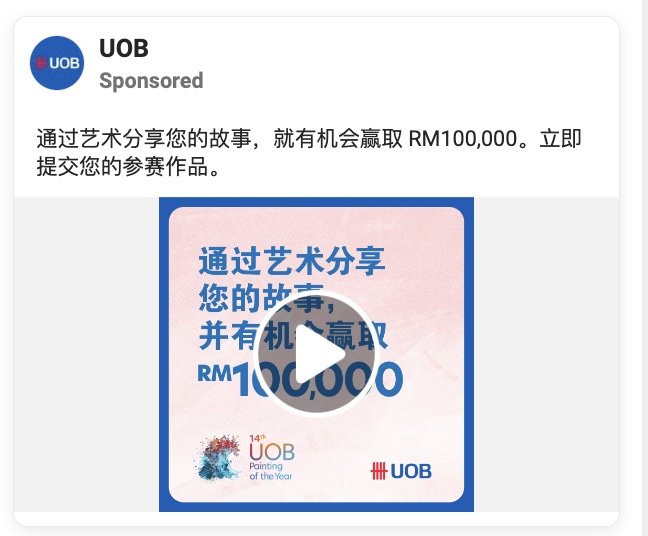 UOB
UOB
Sponsored
通过艺术分享您的故事，就有机会赢取 RM100,000。立即
提交您的参赛作品。
通过艺术分享
您的故事，
并有机会赢取
RM100,000
14th
UOB
Painting
of the Year
UOB